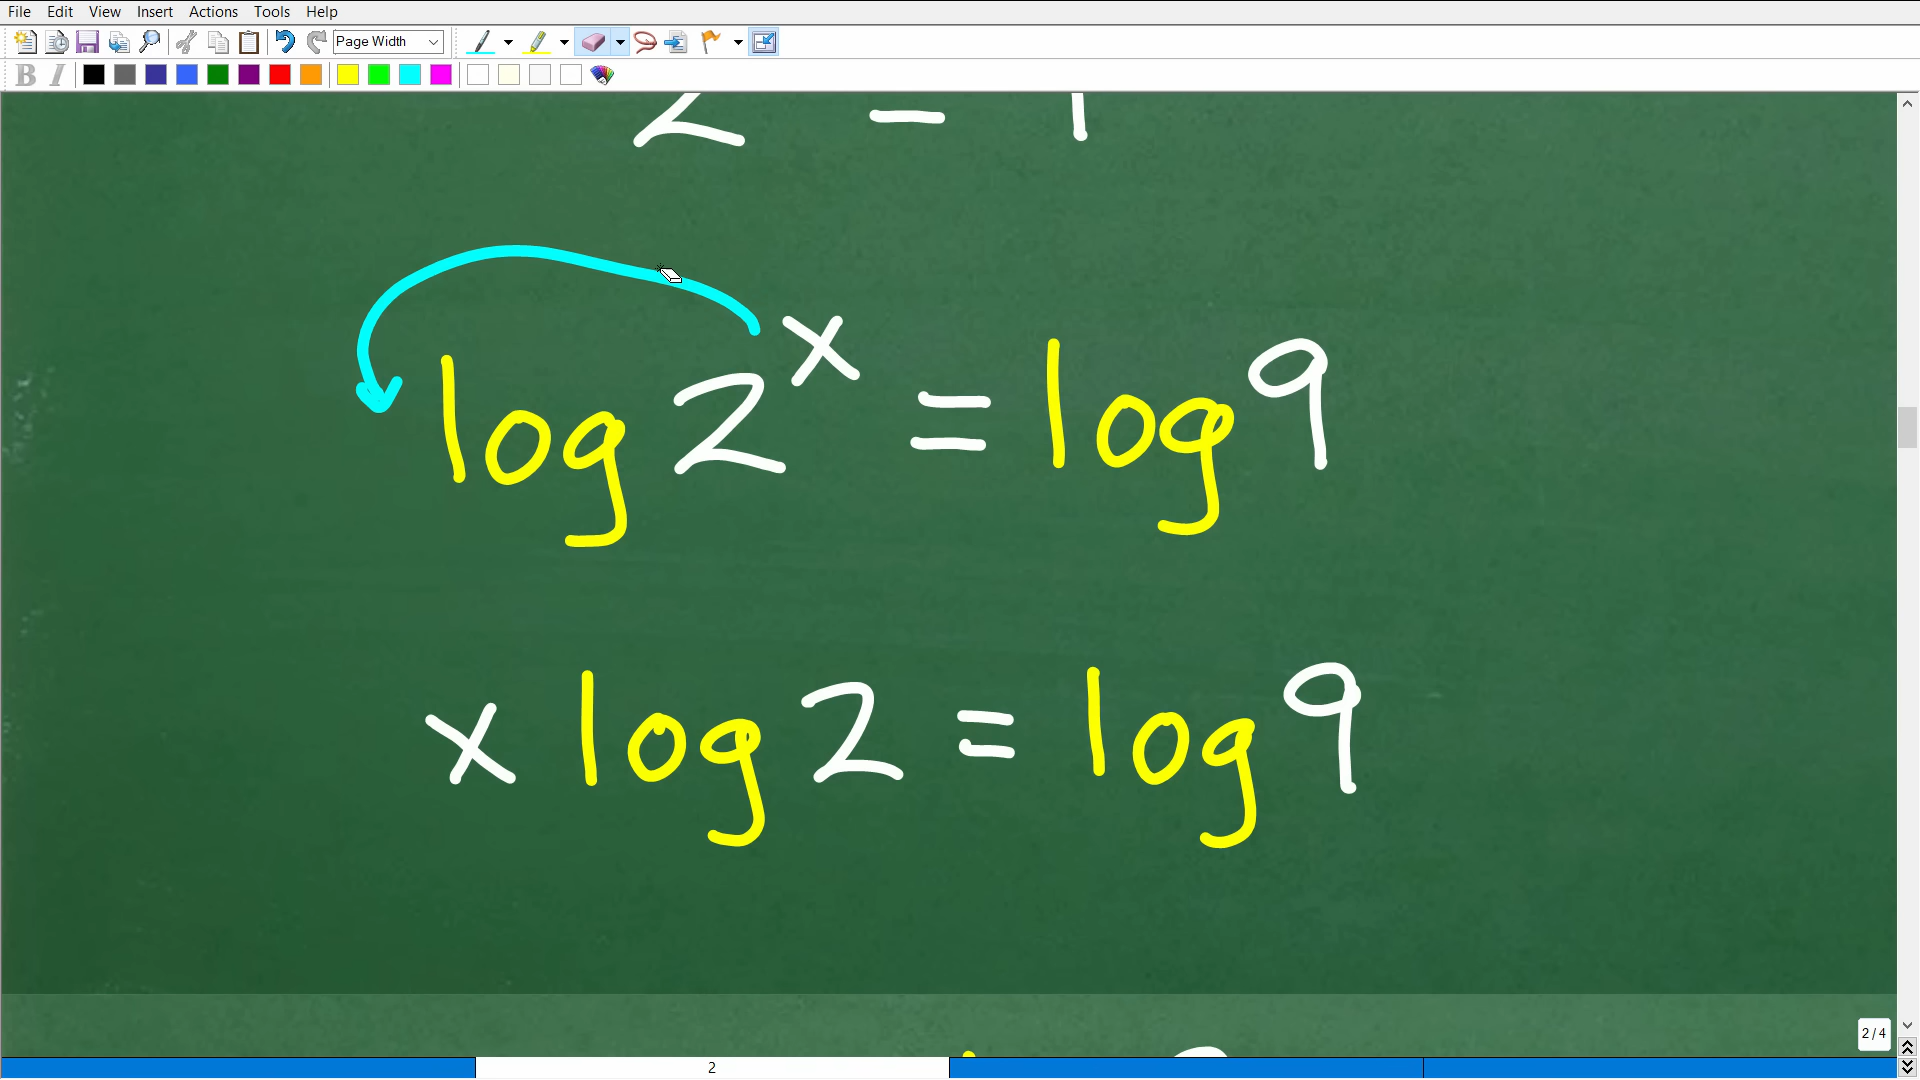 File Edit View Insert Actions Tools Help
Page Width
B I
log 2^x = log 9
x log 2 = log 9
2 / 4
2